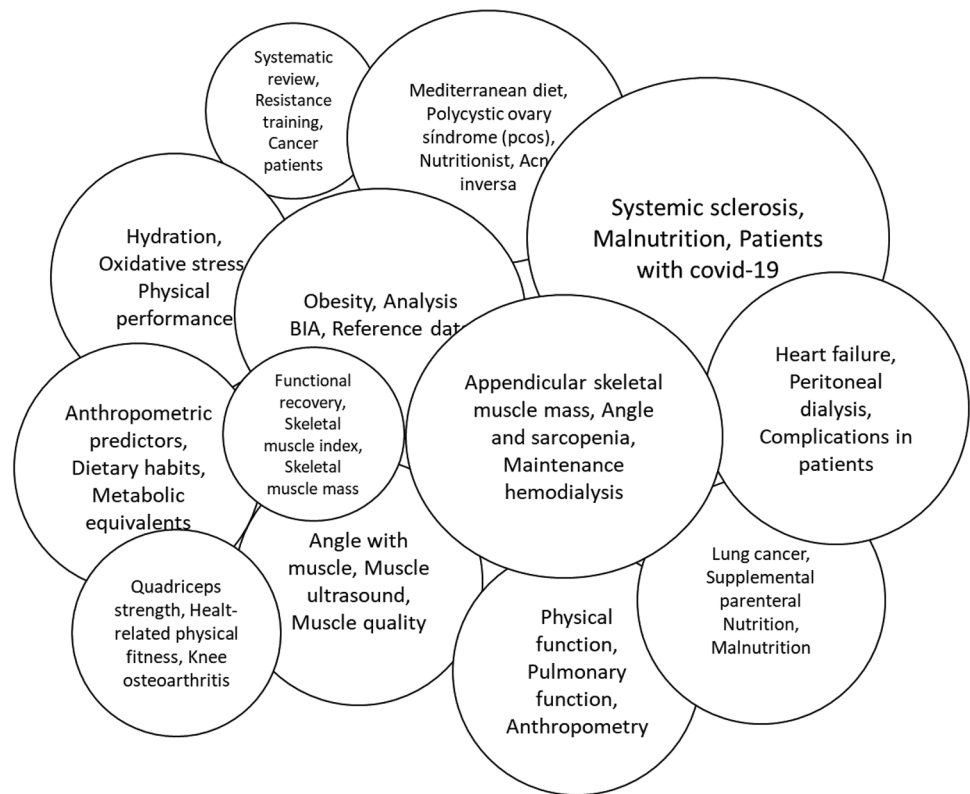 Systematic
review,
Resistance
training,
Cancer
patients
Mediterranean diet,
Polycystic ovary
síndrome (pcos),
Nutritionist, Acn
inversa
Systemic sclerosis,
Malnutrition, Patients
with covid-19
Hydration,
Oxidative stress
Physical
performance
Obesity, Analysis
BIA, Reference data
Heart failure,
Peritoneal
dialysis,
Complications in
patients
Anthropometric
predictors,
Dietary habits,
Metabolic
equivalents
Functional
recovery,
Skeletal
muscle index,
Skeletal
muscle mass
Appendicular skeletal
muscle mass, Angle
and sarcopenia,
Maintenance
hemodialysis
Quadriceps
strength, Healt-
related physical
fitness, Knee
osteoarthritis
Angle with
muscle, Muscle
ultrasound,
Muscle quality
Physical
function,
Pulmonary
function,
Anthropometry
Lung cancer,
Supplemental
parenteral
Nutrition,
Malnutrition